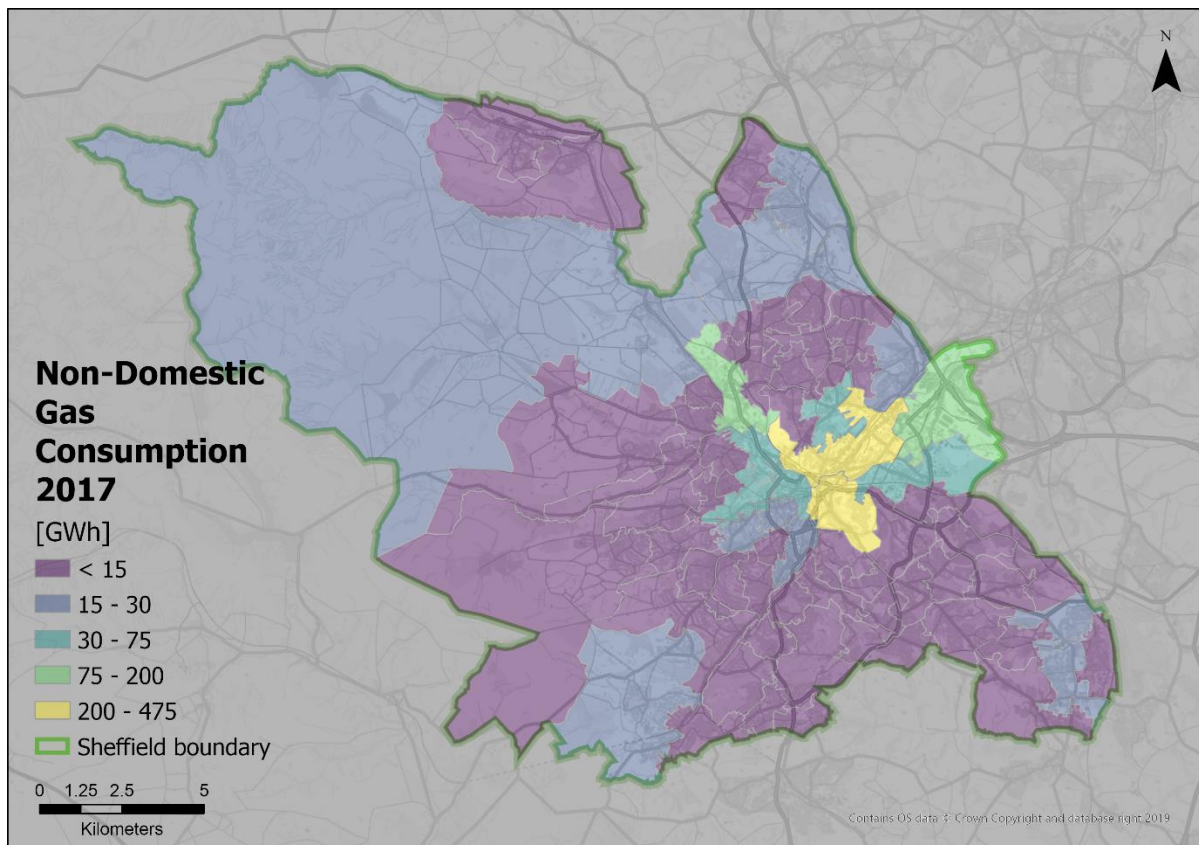 N
Non-Domestic
Gas
Consumption
2017
[GWh]
< 15
15 - 30
30 - 75
75 - 200
200 - 475
Sheffield boundary
0 1.25 2.5 5
Kilometers
Contains OS data © Crown Copyright and database right 2019